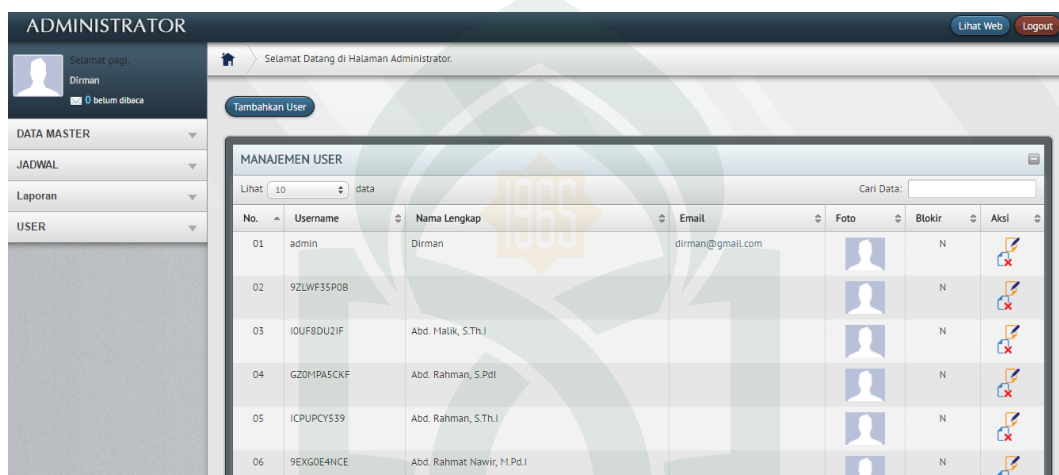 ADMINISTRATOR
Lihat Web
Logout
Selamat pagi,
Dirman
0 belum dibaca
DATA MASTER
JADWAL
Laporan
USER
Selamat Datang di Halaman Administrator.
Tambahkan User
MANAJEMEN USER
Lihat 10 data
Cari Data:
No. Username Nama Lengkap Email Foto Blokir Aksi
01 admin Dirman dirman@gmail.com N
02 9ZLWF35P0B N
03 I0UF8DU2IF Abd. Malik, S.Th.I N
04 GZ0MPA5CKF Abd. Rahman, S.PdI N
05 ICPUPCY539 Abd. Rahman, S.Th.I N
06 9EXG0E4NCE Abd. Rahmat Nawir, M.Pd.I N
1965